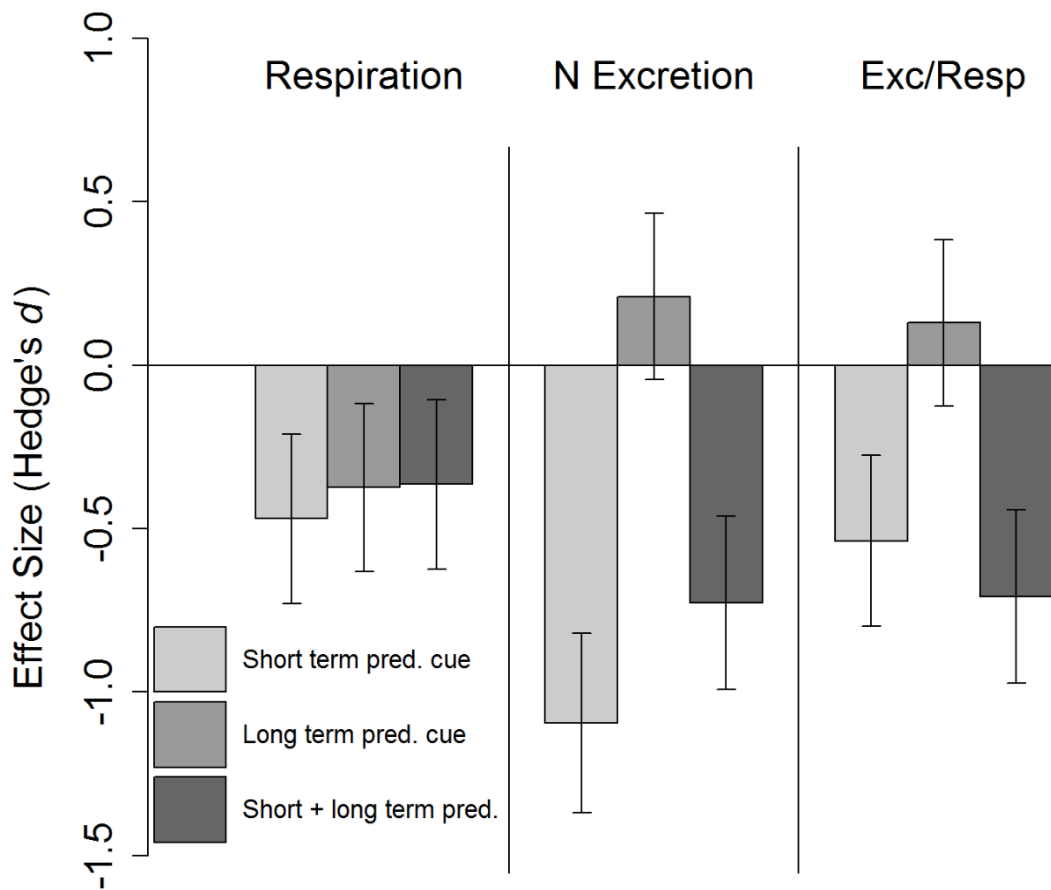 Respiration N Excretion Exc/Resp
Effect Size (Hedge's d)
1.0
0.5
0.0
-0.5
-1.0
-1.5
Short term pred. cue
Long term pred. cue
Short + long term pred.